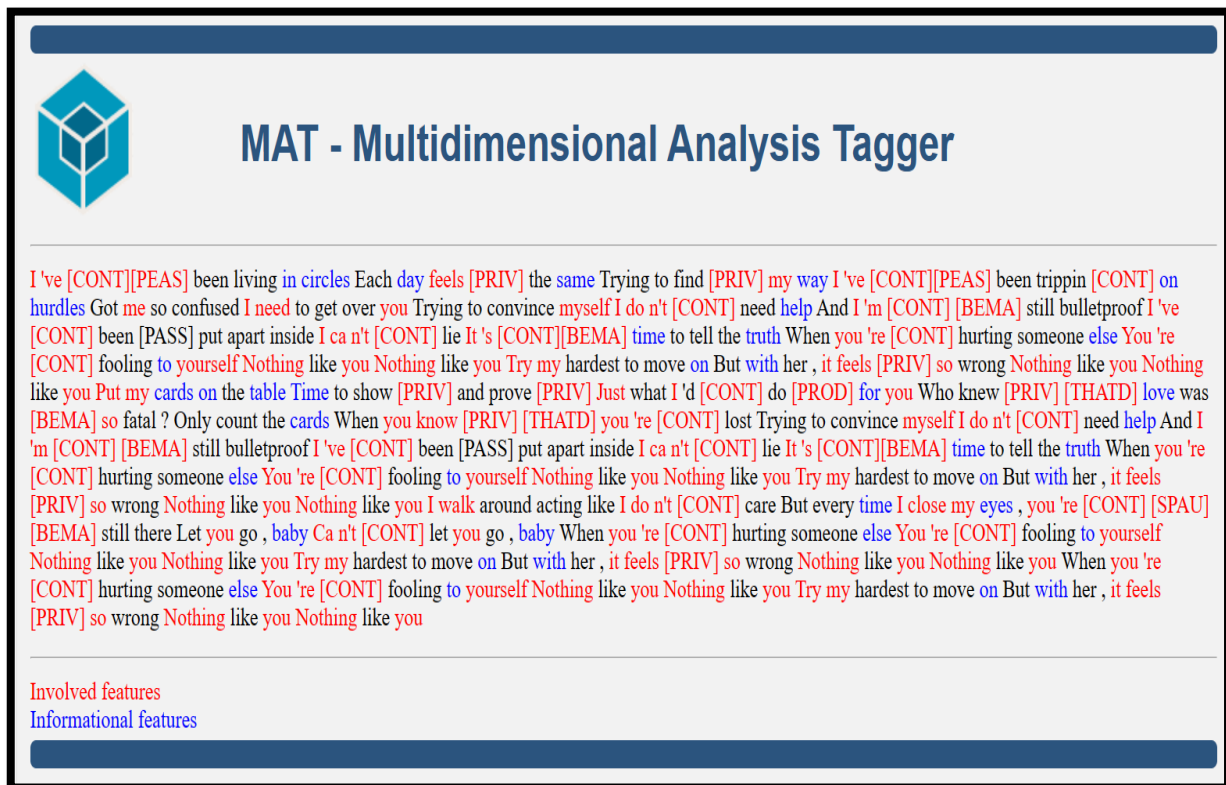 MAT - Multidimensional Analysis Tagger
I 've [CONT][PEAS] been living in circles Each day feels [PRIV] the same Trying to find [PRIV] my way I 've [CONT][PEAS] been trippin [CONT] on
hurdles Got me so confused I need to get over you Trying to convince myself I do n't [CONT] need help And I 'm [CONT] [BEMA] still bulletproof I 've
[CONT] been [PASS] put apart inside I ca n't [CONT] lie It 's [CONT][BEMA] time to tell the truth When you 're [CONT] hurting someone else You 're
[CONT] fooling to yourself Nothing like you Nothing like you Try my hardest to move on But with her , it feels [PRIV] so wrong Nothing like you Nothing
like you Put my cards on the table Time to show [PRIV] and prove [PRIV] Just what I 'd [CONT] do [PROD] for you Who knew [PRIV] [THATD] love was
[BEMA] so fatal ? Only count the cards When you know [PRIV] [THATD] you 're [CONT] lost Trying to convince myself I do n't [CONT] need help And I
'm [CONT] [BEMA] still bulletproof I 've [CONT] been [PASS] put apart inside I ca n't [CONT] lie It 's [CONT][BEMA] time to tell the truth When you 're
[CONT] hurting someone else You 're [CONT] fooling to yourself Nothing like you Nothing like you Try my hardest to move on But with her , it feels
[PRIV] so wrong Nothing like you Nothing like you I walk around acting like I do n't [CONT] care But every time I close my eyes , you 're [CONT] [SPAU]
[BEMA] still there Let you go , baby Ca n't [CONT] let you go , baby When you 're [CONT] hurting someone else You 're [CONT] fooling to yourself
Nothing like you Nothing like you Try my hardest to move on But with her , it feels [PRIV] so wrong Nothing like you Nothing like you When you 're
[CONT] hurting someone else You 're [CONT] fooling to yourself Nothing like you Nothing like you Try my hardest to move on But with her , it feels
[PRIV] so wrong Nothing like you Nothing like you
Involved features
Informational features